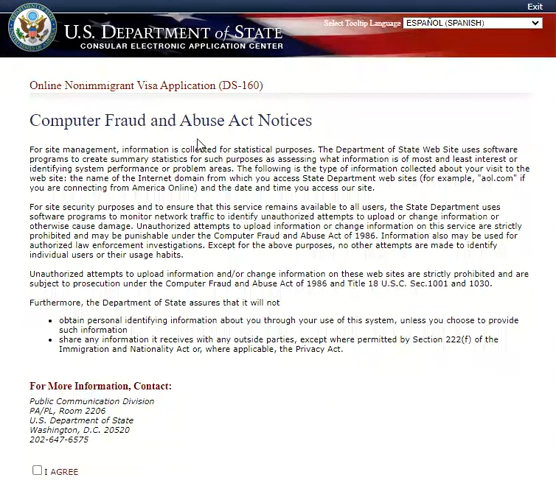 Exit
U.S. DEPARTMENT of STATE
CONSULAR ELECTRONIC APPLICATION CENTER
Select Tooltip Language ESPAÑOL (SPANISH)
Online Nonimmigrant Visa Application (DS-160)
Computer Fraud and Abuse Act Notices
For site management, information is collected for statistical purposes. The Department of State Web Site uses software
programs to create summary statistics for such purposes as assessing what information is of most and least interest or
identifying system performance or problem areas. The following is the type of information collected about your visit to the
web site: the name of the Internet domain from which you access State Department web sites (for example, "aol.com" if
you are connecting from America Online) and the date and time you access our site.
For site security purposes and to ensure that this service remains available to all users, the State Department uses
software programs to monitor network traffic to identify unauthorized attempts to upload or change information or
otherwise cause damage. Unauthorized attempts to upload information or change information on this service are strictly
prohibited and may be punishable under the Computer Fraud and Abuse Act of 1986. Information also may be used for
authorized law enforcement investigations. Except for the above purposes, no other attempts are made to identify
individual users or their usage habits.
Unauthorized attempts to upload information and/or change information on these web sites are strictly prohibited and are
subject to prosecution under the Computer Fraud and Abuse Act of 1986 and Title 18 U.S.C. Sec.1001 and 1030.
Furthermore, the Department of State assures that it will not
• obtain personal identifying information about you through your use of this system, unless you choose to provide
such information
• share any information it receives with any outside parties, except where permitted by Section 222(f) of the
Immigration and Nationality Act or, where applicable, the Privacy Act.
For More Information, Contact:
Public Communication Division
PA/PL, Room 2206
U.S. Department of State
Washington, D.C. 20520
202-647-6575
I AGREE